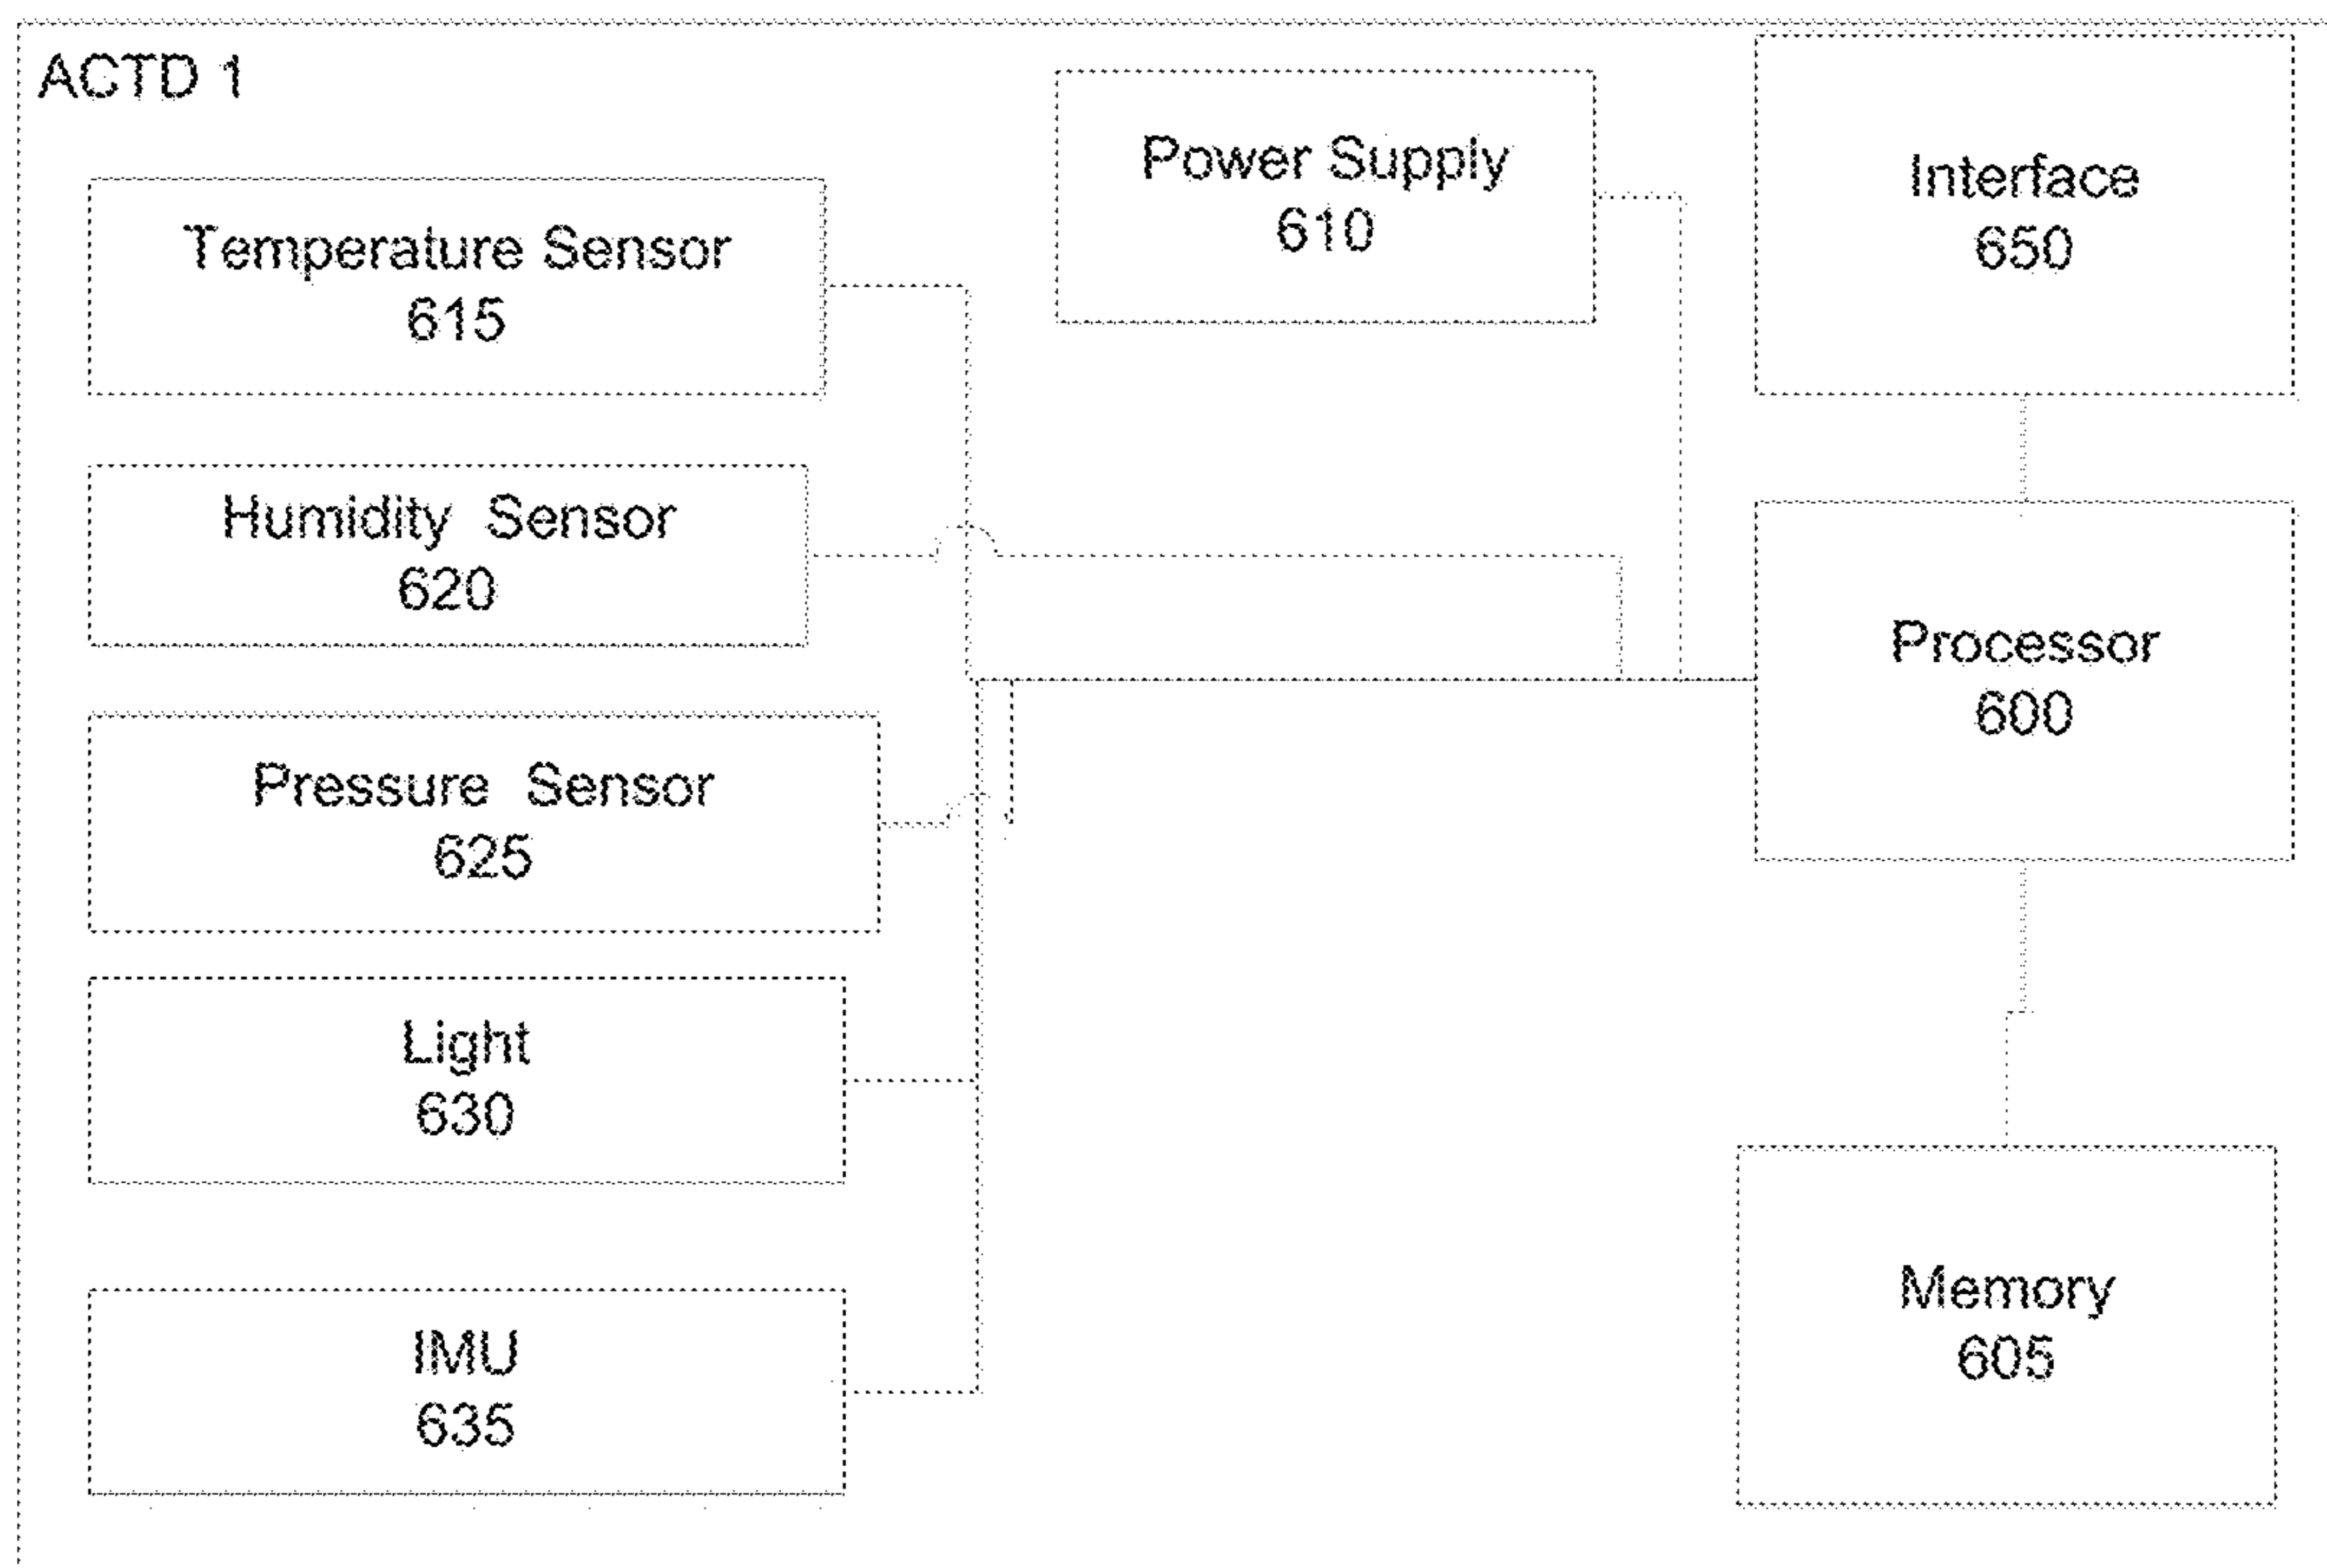 ACTD 1
Power Supply
610
Interface
650
Temperature Sensor
615
Humidity Sensor
620
Processor
600
Pressure Sensor
625
Light
630
Memory
605
IMU
635